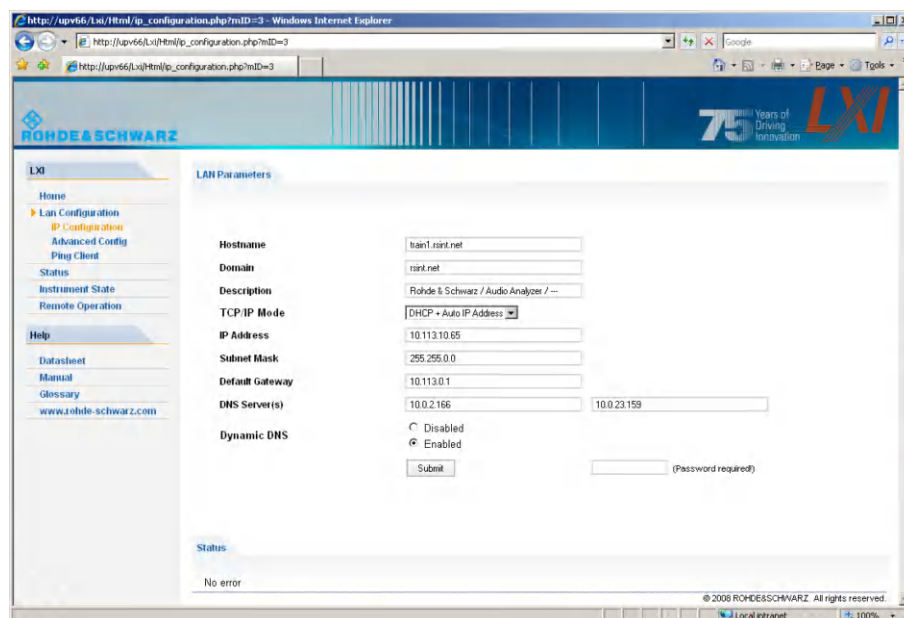 http://upv66/Lxi/Html/ip_configuration.php?mID=3 - Windows Internet Explorer
http://upv66/Lxi/Html/ip_configuration.php?mID=3
Google
http://upv66/Lxi/Html/ip_configuration.php?mID=3
Page
Tools
ROHDE&SCHWARZ
75 Years of
Driving
Innovation
LXI
LXI
Home
Lan Configuration
IP Configuration
Advanced Config
Ping Client
Status
Instrument State
Remote Operation
Help
Datasheet
Manual
Glossary
www.rohde-schwarz.com
LAN Parameters
Hostname train1.rsint.net
Domain rsint.net
Description Rohde & Schwarz / Audio Analyzer / ---
TCP/IP Mode DHCP + Auto IP Address
IP Address 10.113.10.65
Subnet Mask 255.255.0.0
Default Gateway 10.113.0.1
DNS Server(s) 10.0.2.166 10.0.23.159
Dynamic DNS Disabled
Enabled
Submit (Password required!)
Status
No error
© 2008 ROHDE&SCHWARZ. All rights reserved.
Local intranet 100%